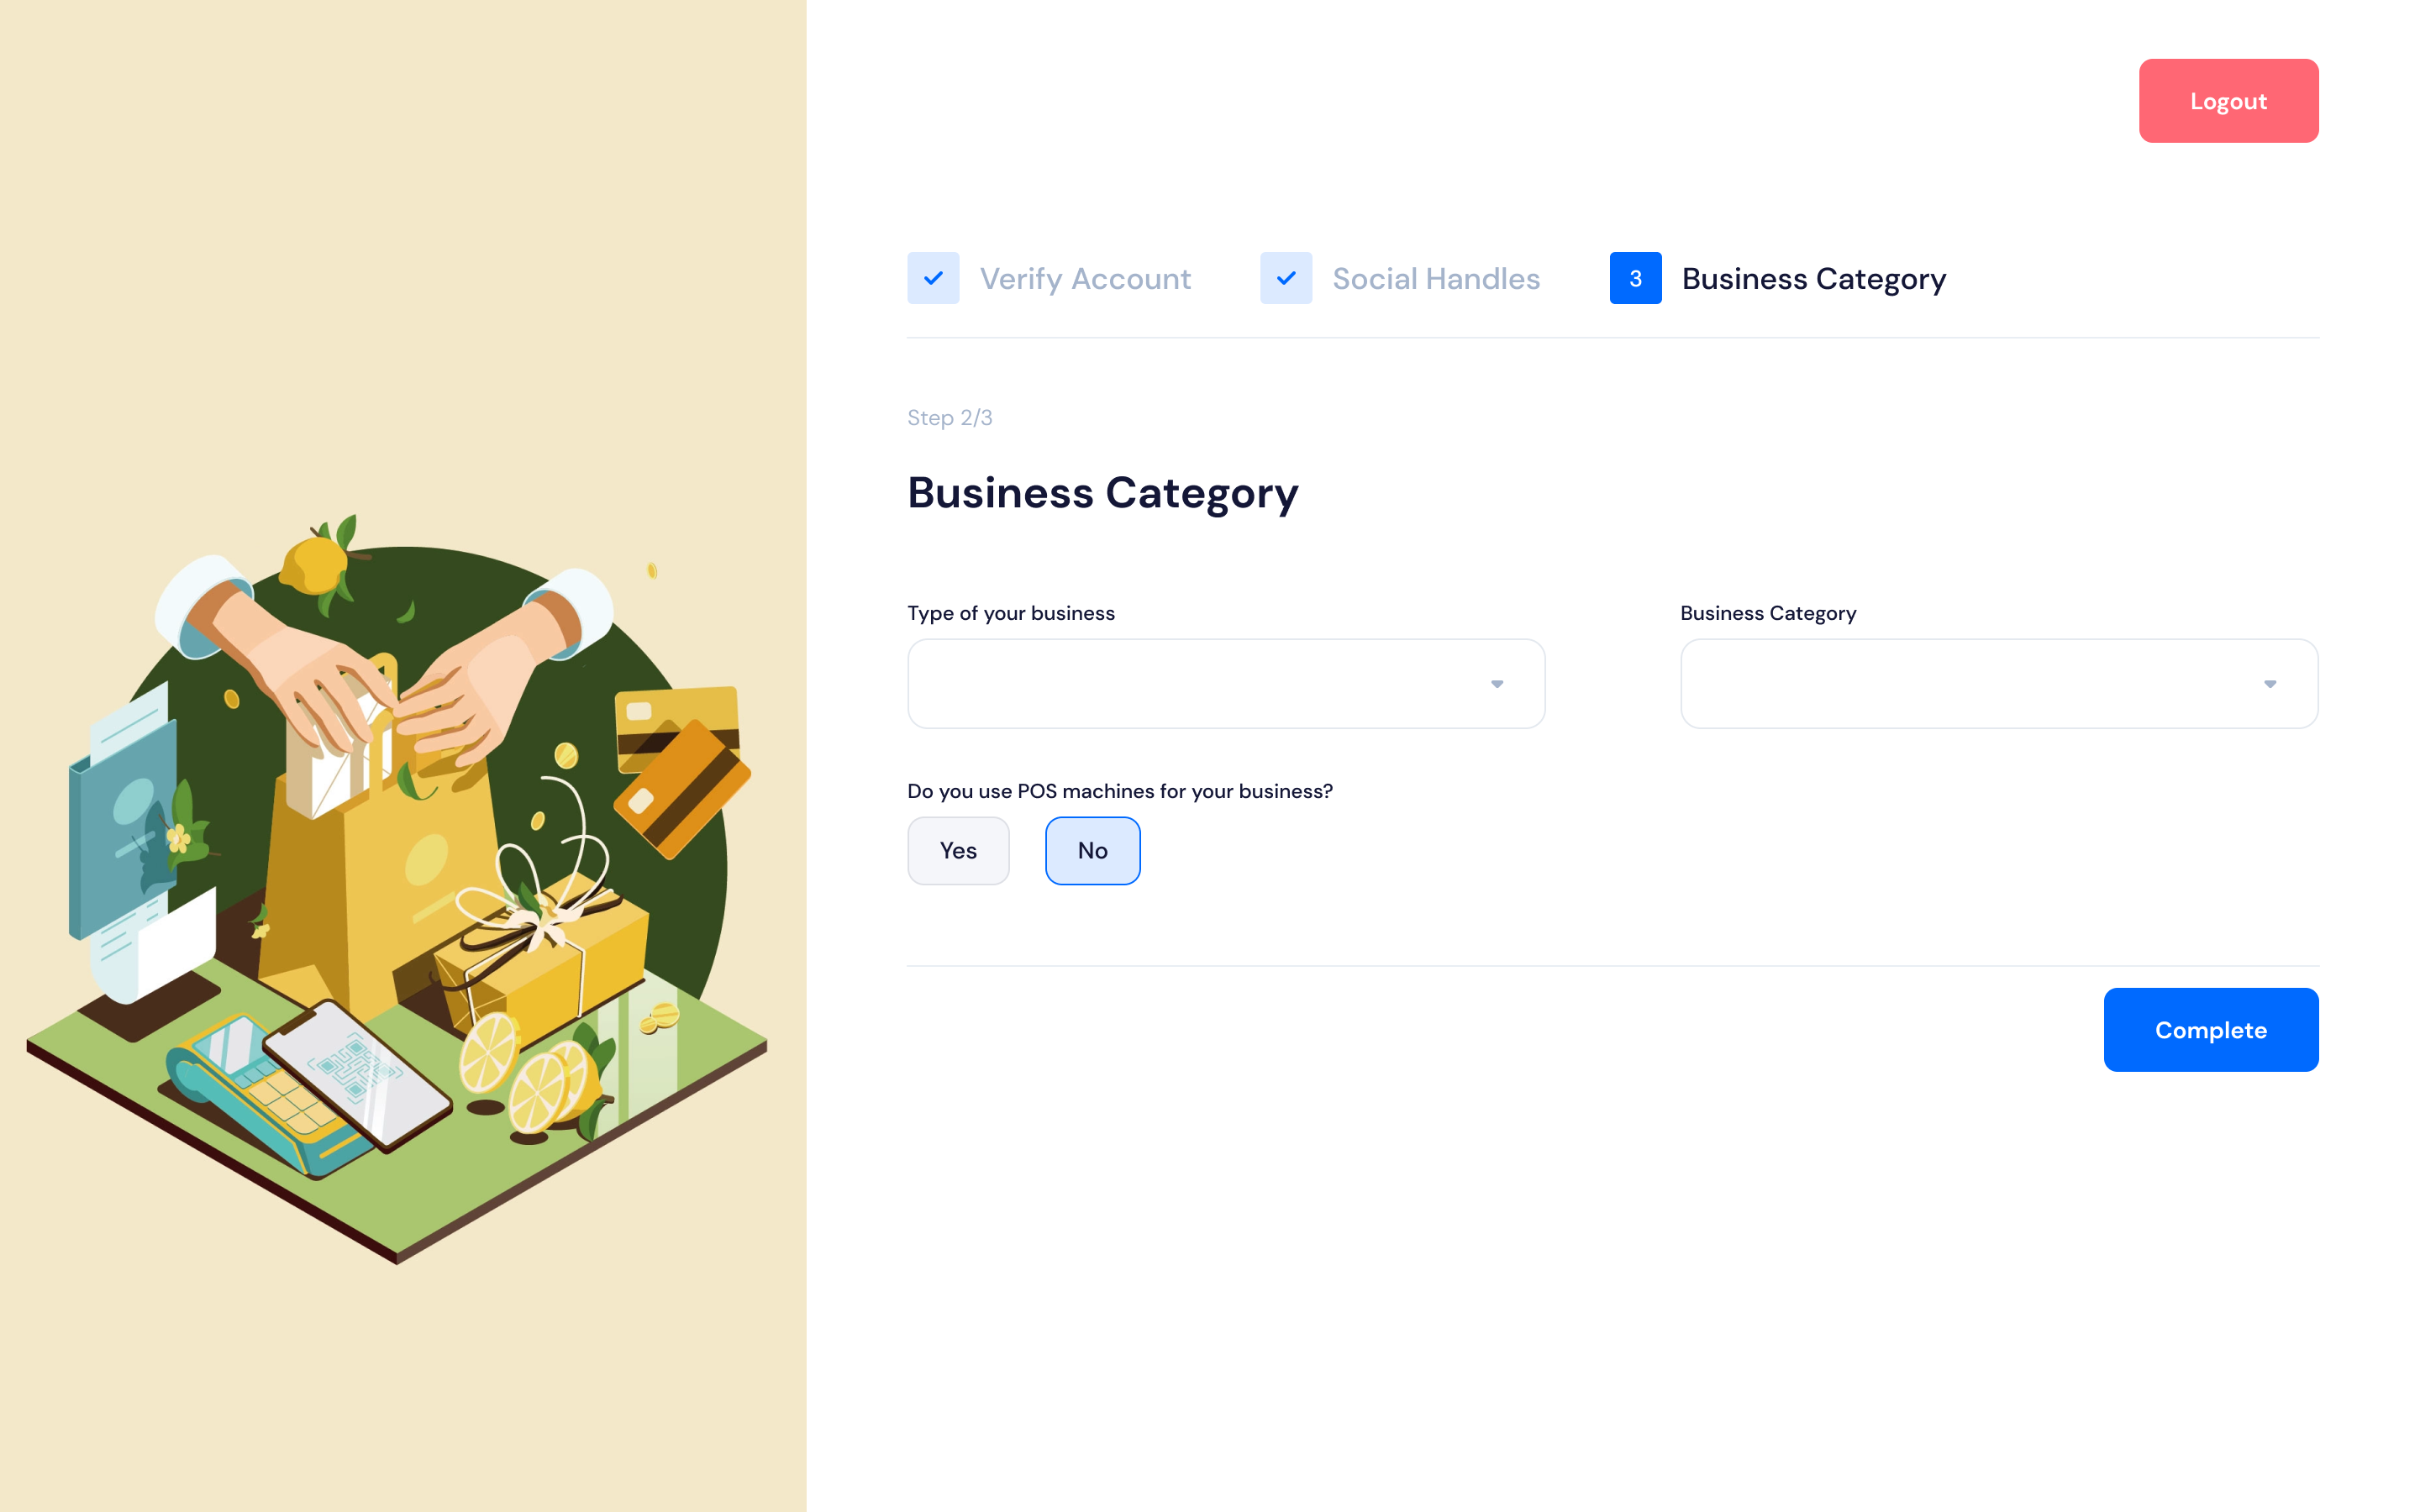 Logout
Verify Account
Social Handles
3 Business Category
Step 2/3
Business Category
Type of your business
Business Category
Do you use POS machines for your business?
Yes
No
Complete